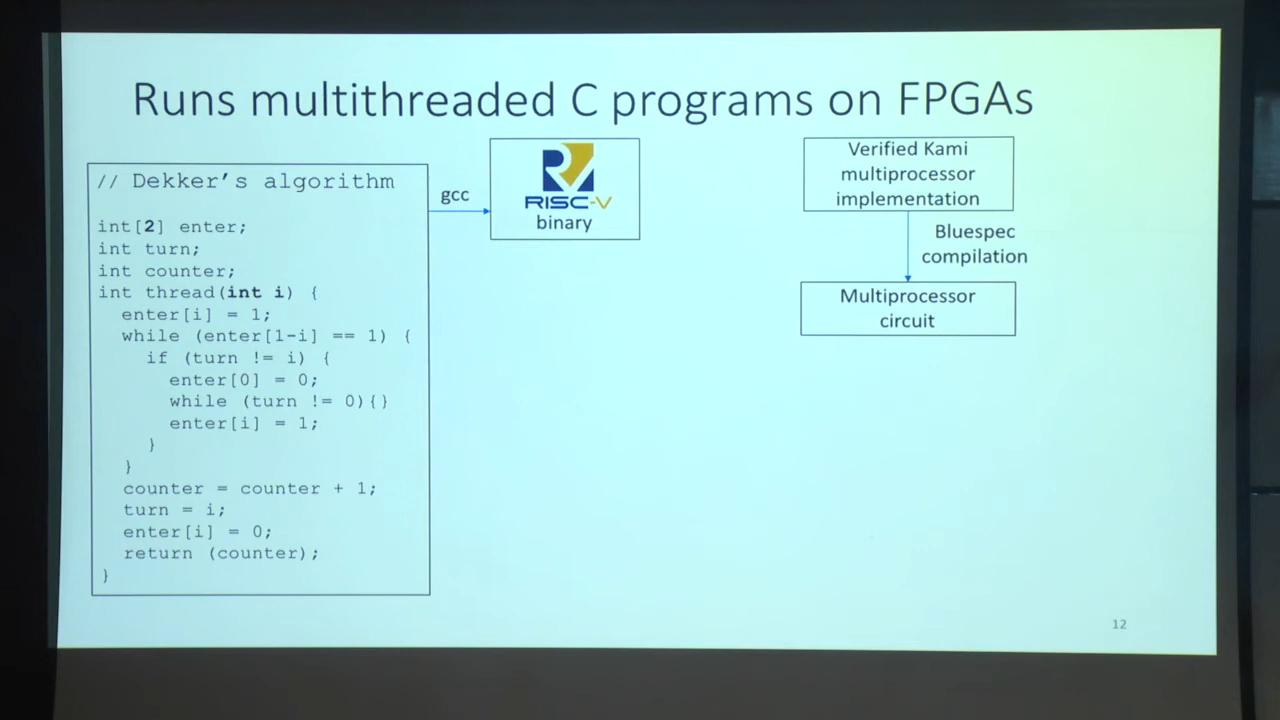 Runs multithreaded C programs on FPGAs
// Dekker's algorithm
int[2] enter;
int turn;
int counter;
int thread(int i) {
enter[i] = 1;
while (enter[1-i] == 1) {
if (turn != i) {
enter[0] = 0;
while (turn != 0){}
enter[i] = 1;
}
}
counter = counter + 1;
turn = i;
enter[i] = 0;
return (counter);
}
gcc
RISC-V
binary
Verified Kami
multiprocessor
implementation
Bluespec
compilation
Multiprocessor
circuit
12